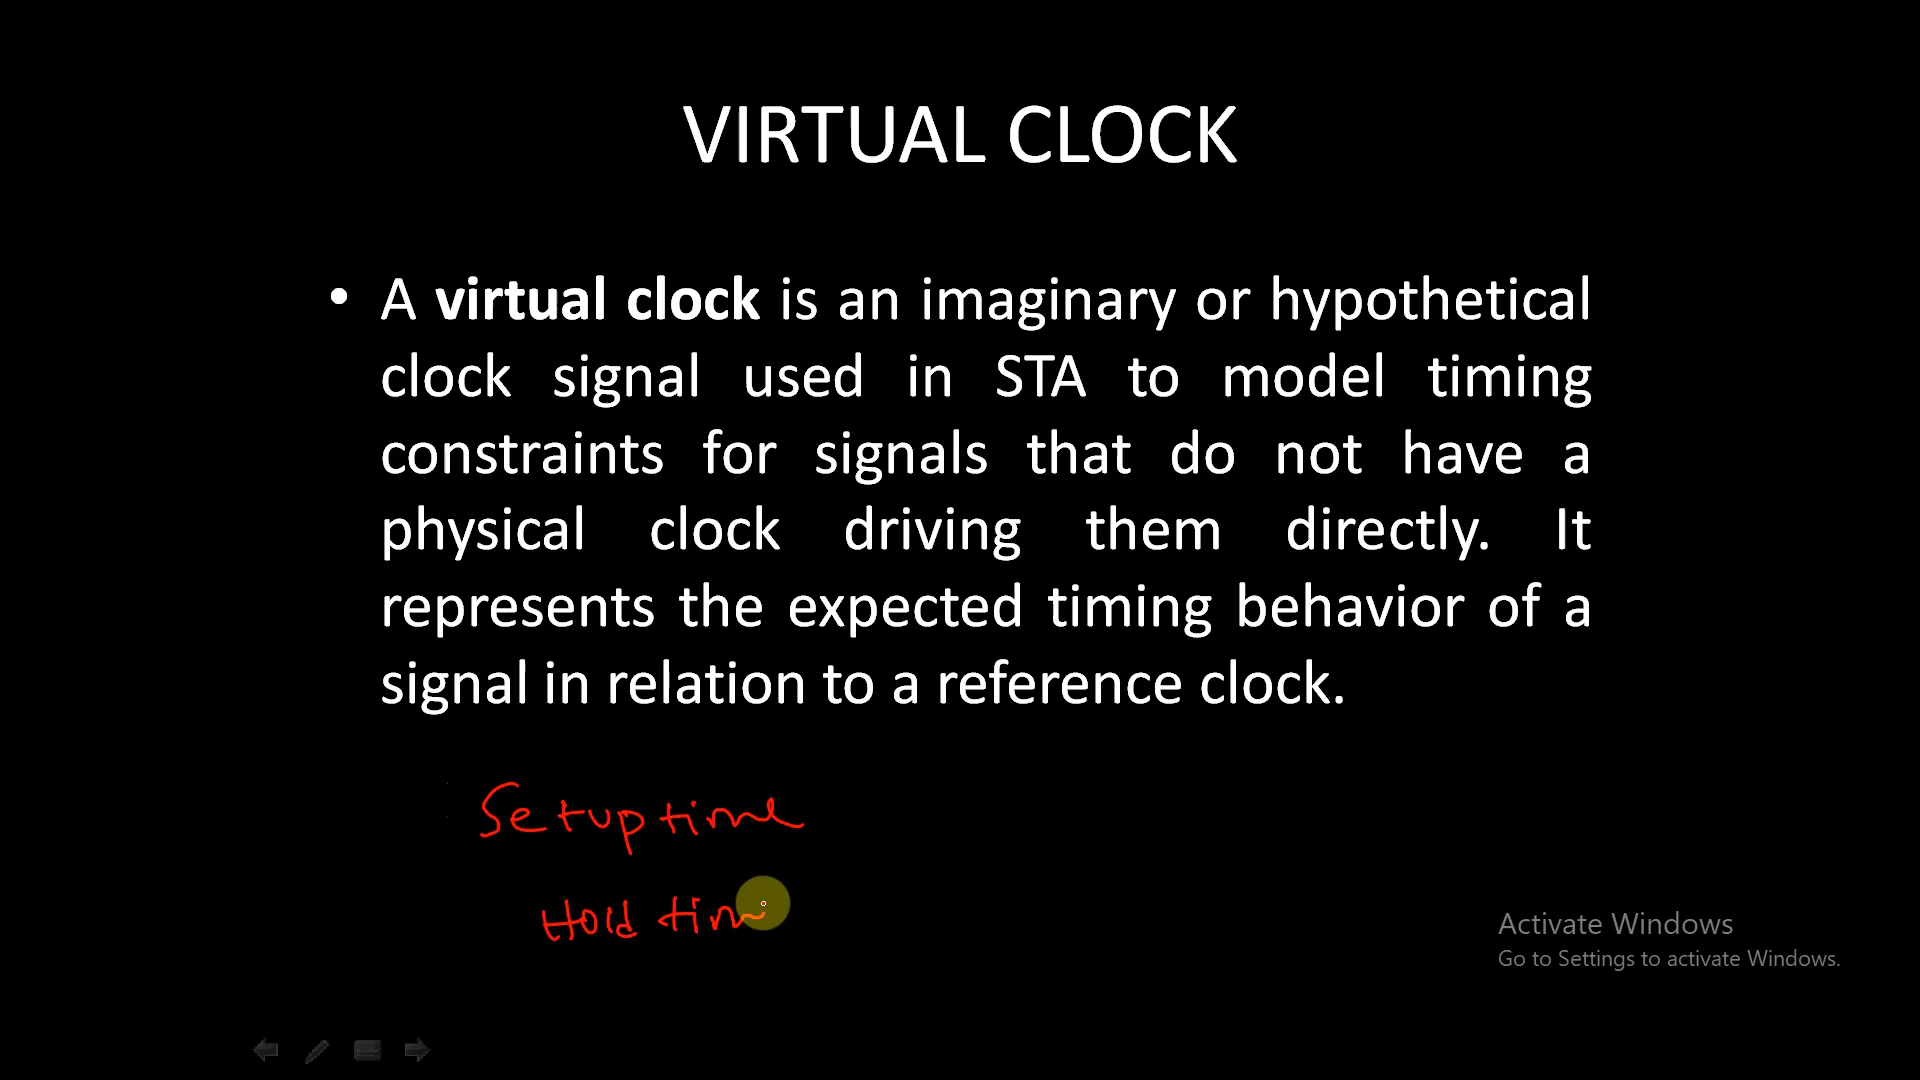 VIRTUAL CLOCK
• A virtual clock is an imaginary or hypothetical
clock signal used in STA to model timing
constraints for signals that do not have a
physical clock driving them directly. It
represents the expected timing behavior of a
signal in relation to a reference clock.
Setup time
Hold tim
Activate Windows
Go to Settings to activate Windows.